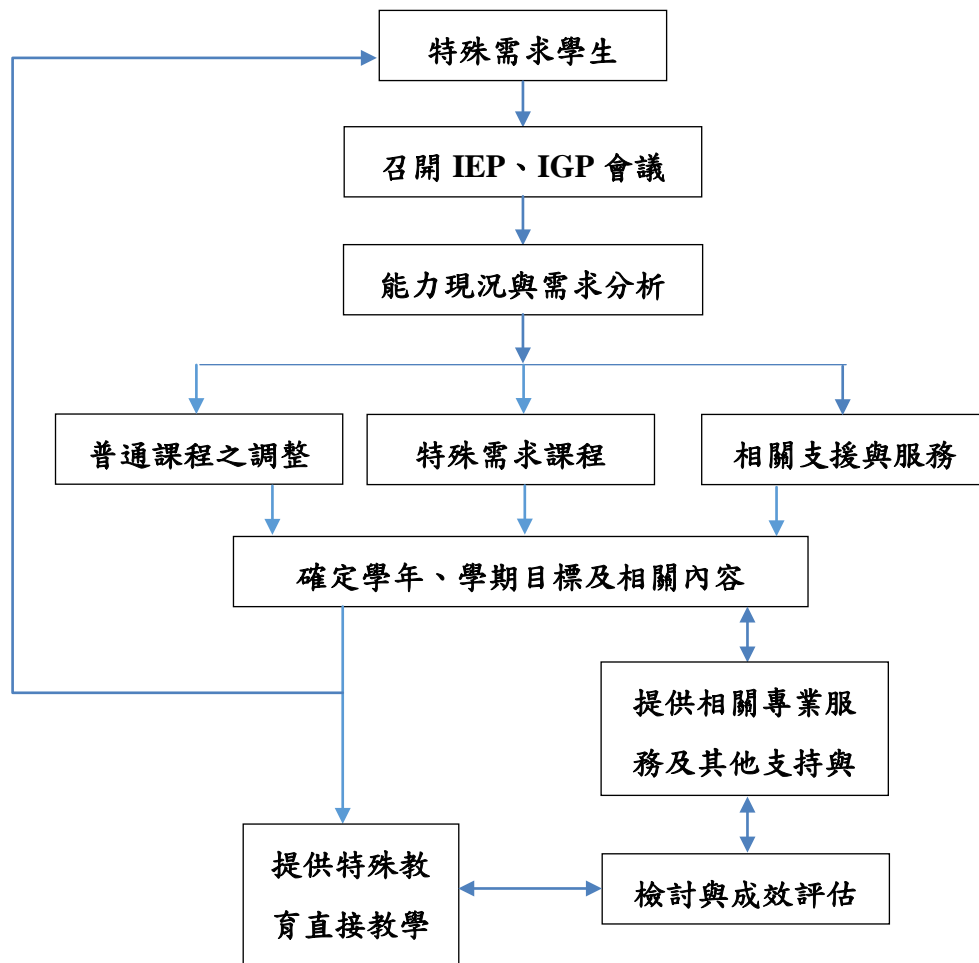 特殊需求學生
召開 IEP、IGP 會議
能力現況與需求分析
普通課程之調整
特殊需求課程
相關支援與服務
確定學年、學期目標及相關內容
提供相關專業服
務及其他支持與
提供特殊教
育直接教學
檢討與成效評估